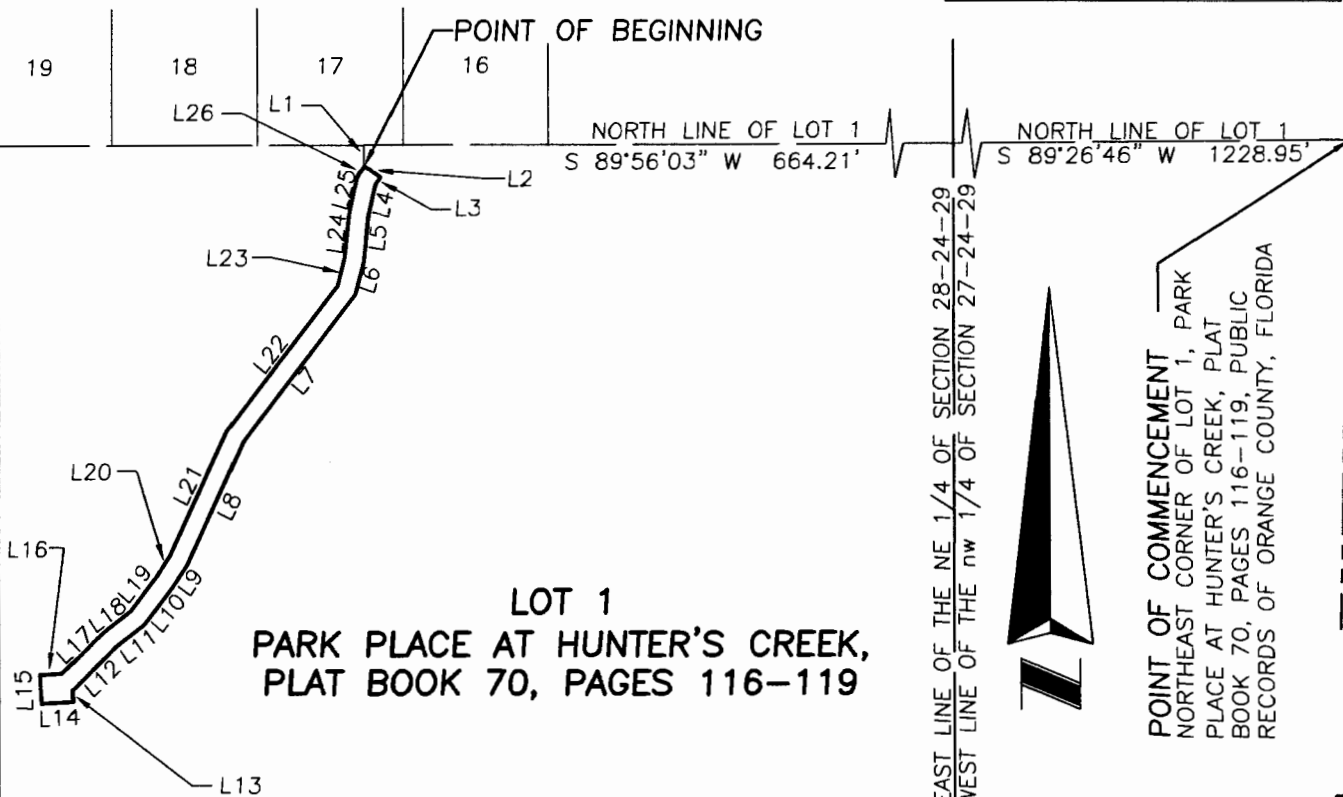 POINT OF BEGINNING
19
18
17
16
L26
L1
NORTH LINE OF LOT 1
S 89°56'03" W 664.21'
NORTH LINE OF LOT 1
S 89°26'46" W 1228.95'
L2
L3
L25
L4
L24
L5
L23
L6
L22
L7
L20
L21
L8
L16
L19
L9
L18
L10
L17
L11
L12
L15
L14
L13
LOT 1
PARK PLACE AT HUNTER'S CREEK,
PLAT BOOK 70, PAGES 116-119
EAST LINE OF THE NE 1/4 OF SECTION 28-24-29
WEST LINE OF THE nw 1/4 OF SECTION 27-24-29
N
POINT OF COMMENCEMENT
NORTHEAST CORNER OF LOT 1, PARK
PLACE AT HUNTER'S CREEK, PLAT
BOOK 70, PAGES 116-119, PUBLIC
RECORDS OF ORANGE COUNTY, FLORIDA